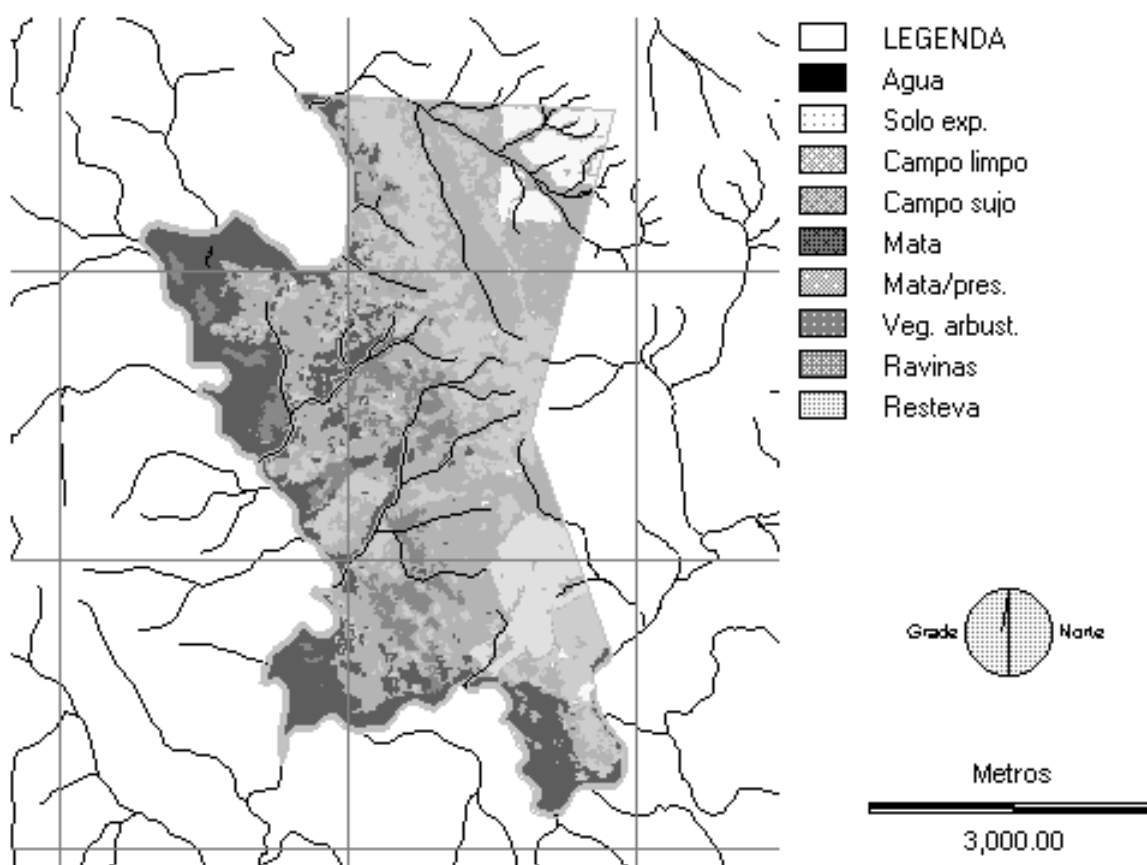 LEGENDA
Agua
Solo exp.
Campo limpo
Campo sujo
Mata
Mata/pres.
Veg. arbust.
Ravinas
Resteva
Grade Norte
Metros
3,000.00